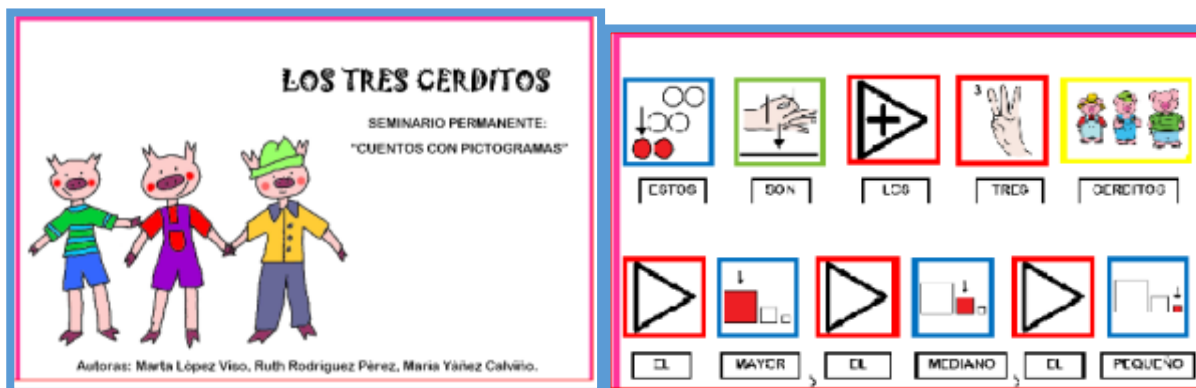 LOS TRES CERDITOS
SEMINARIO PERMANENTE:
"CUENTOS CON PICTOGRAMAS"
Autoras: Marta López Viso, Ruth Rodríguez Pérez, María Yáñez Calviño.
3
ESTOS SON LOS TRES CERDITOS
EL MAYOR , EL MEDIANO , EL PEQUEÑO